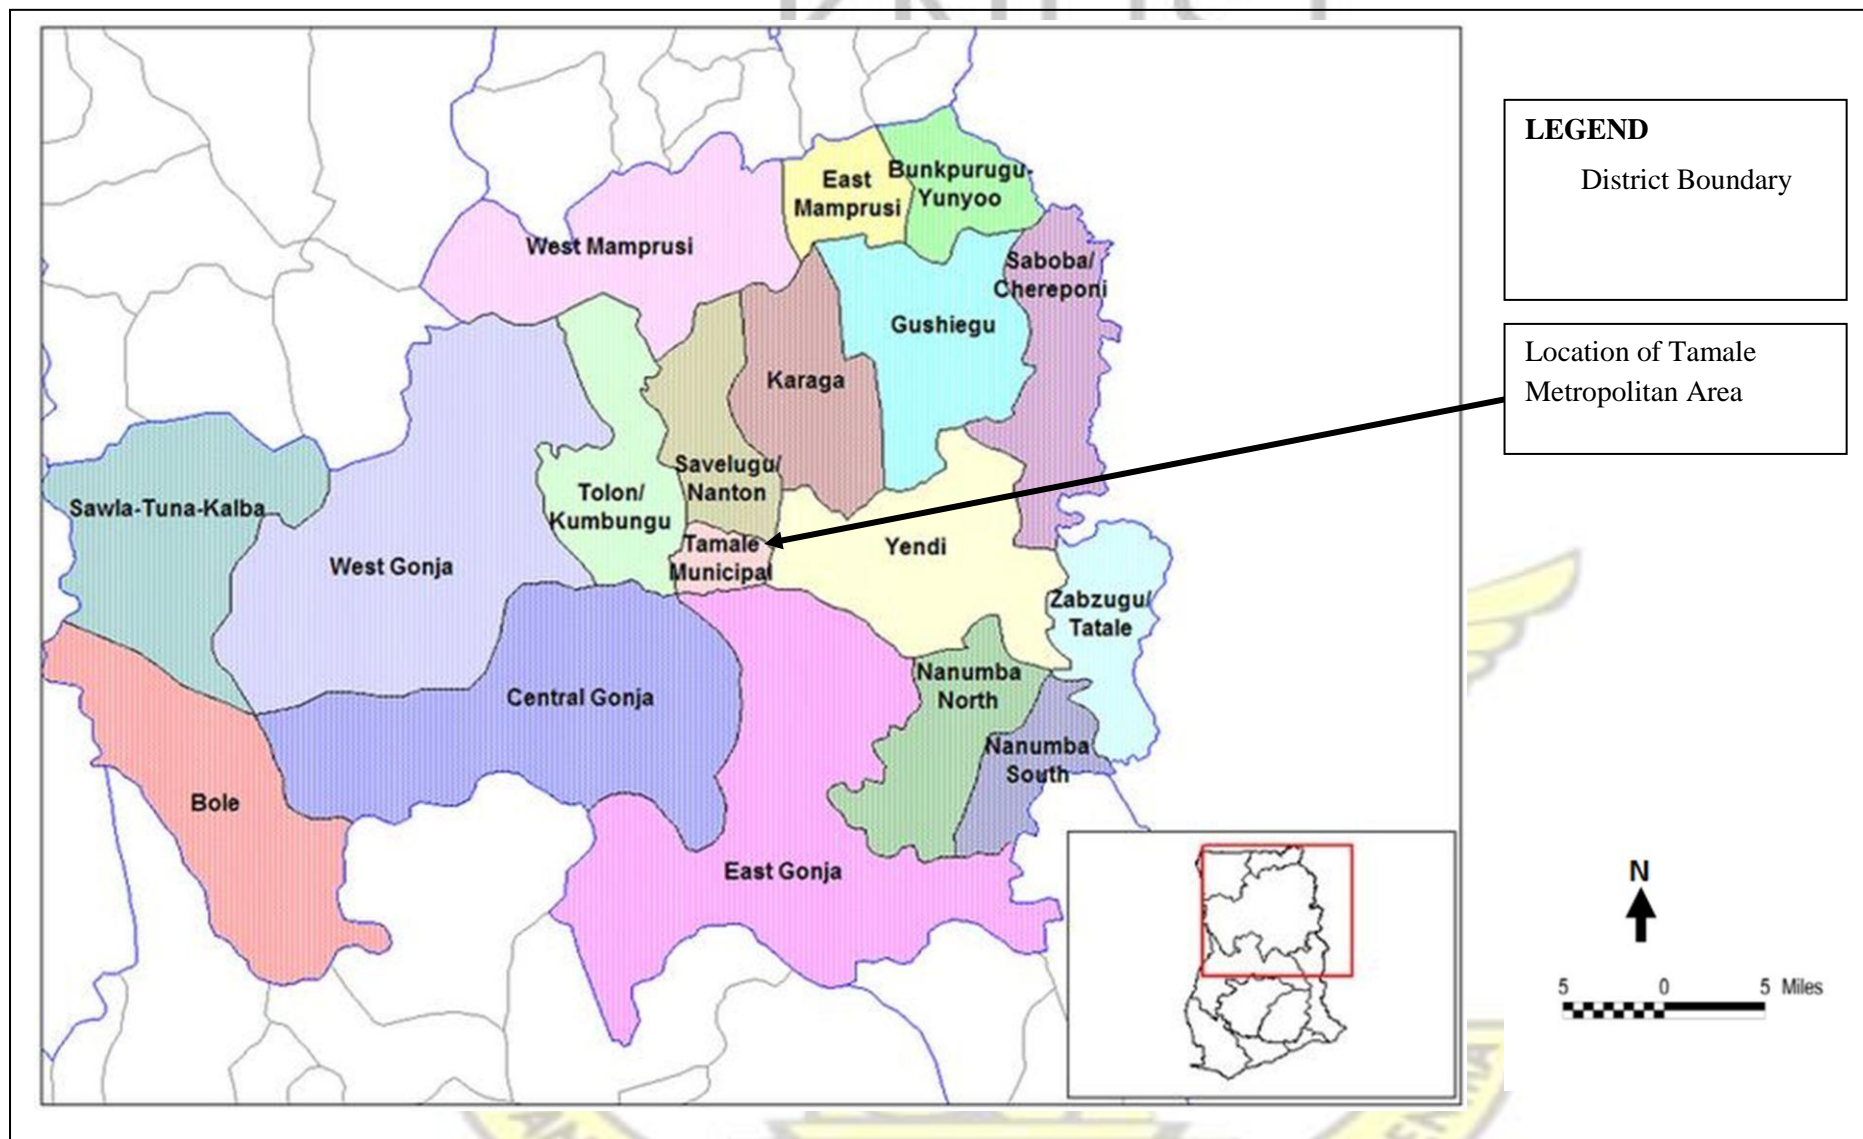 LEGEND
District Boundary
Location of Tamale
Metropolitan Area
East
Mamprusi
Bunkpurugu-
Yunyoo
West Mamprusi
Saboba/
Chereponi
Gushiegu
Karaga
Savelugu/
Nanton
Tolon/
Kumbungu
Sawla-Tuna-Kalba
West Gonja
Tamale
Municipal
Yendi
Zabzugu/
Tatale
Nanumba
North
Central Gonja
Nanumba
South
Bole
East Gonja
N
5 0 5 Miles